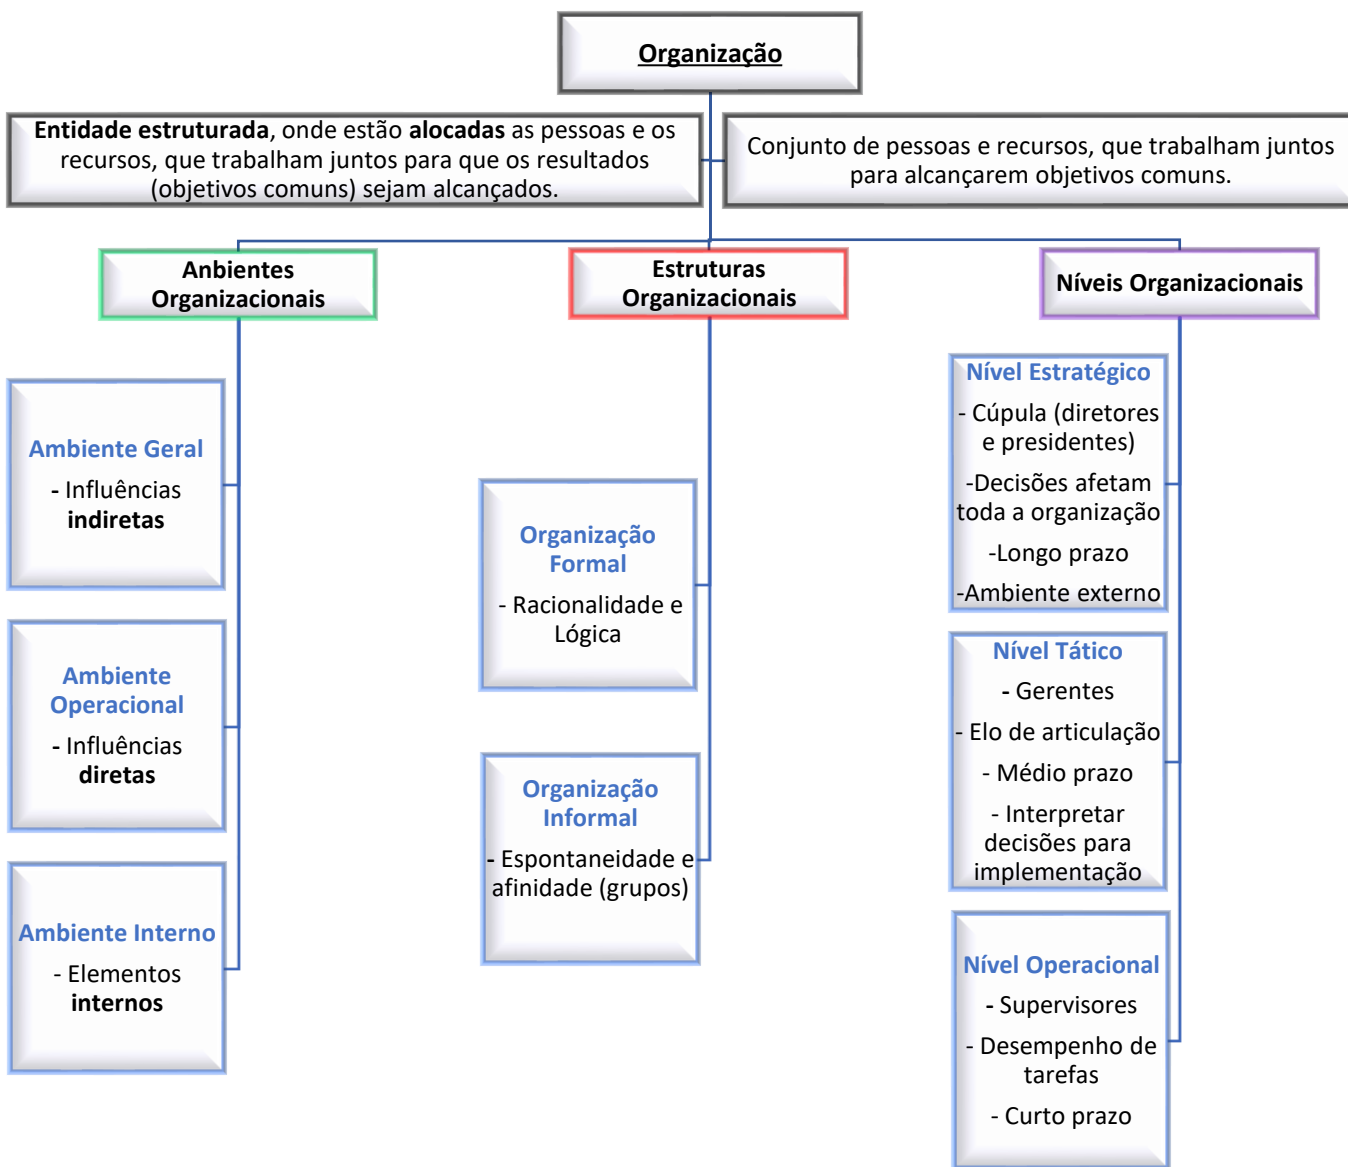 Organização
Entidade estruturada, onde estão alocadas as pessoas e os
recursos, que trabalham juntos para que os resultados
(objetivos comuns) sejam alcançados.
Conjunto de pessoas e recursos, que trabalham juntos
para alcançarem objetivos comuns.
Anbientes
Organizacionais
Ambiente Geral
- Influências
indiretas
Ambiente
Operacional
- Influências
diretas
Ambiente Interno
- Elementos
internos
Estruturas
Organizacionais
Organização
Formal
- Racionalidade e
Lógica
Organização
Informal
- Espontaneidade e
afinidade (grupos)
Níveis Organizacionais
Nível Estratégico
- Cúpula (diretores
e presidentes)
-Decisões afetam
toda a organização
-Longo prazo
-Ambiente externo
Nível Tático
- Gerentes
- Elo de articulação
- Médio prazo
- Interpretar
decisões para
implementação
Nível Operacional
- Supervisores
- Desempenho de
tarefas
- Curto prazo